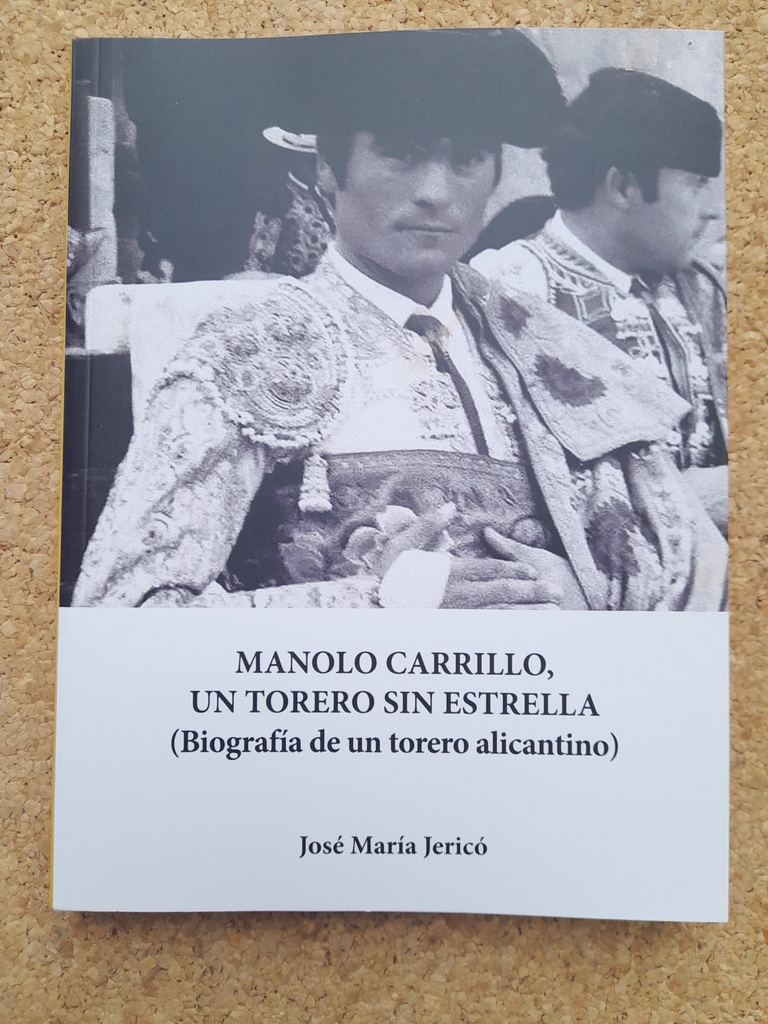 MANOLO CARRILLO,
UN TORERO SIN ESTRELLA
(Biografía de un torero alicantino)
José María Jericó